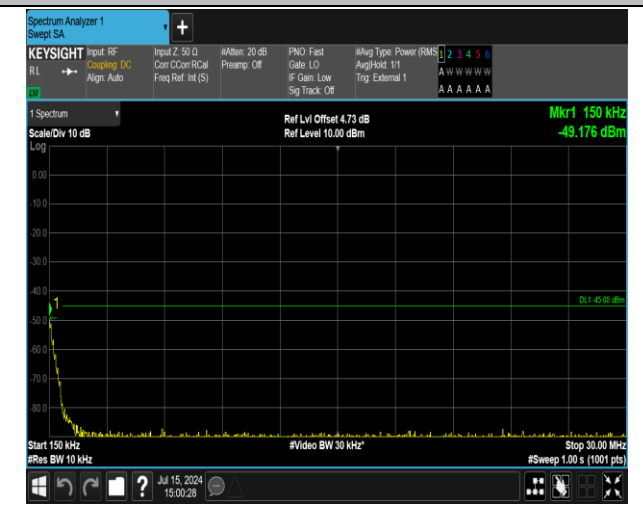 Spectrum Analyzer 1
Swept SA
+
KEYSIGHT
RL
Input: RF
Coupling: DC
Align: Auto
Input Z: 50 Ω
Corr CCorr RCal
Freq Ref: Int (S)
#Atten: 20 dB
Preamp: Off
PNO: Fast
Gate: LO
IF Gain: Low
Sig Track: Off
#Avg Type: Power (RMS
Avg|Hold: 1/1
Trig: External 1
1 2 3 4 5 6
A W W W W W
A A A A A A
1 Spectrum
Scale/Div 10 dB
Log
Ref Lvl Offset 4.73 dB
Ref Level 10.00 dBm
Mkr1 150 kHz
-49.176 dBm
0.00
-10.0
-20.0
-30.0
-40.0
-50.0
-60.0
-70.0
-80.0
1
DL1 -45.00 dBm
Start 150 kHz
#Res BW 10 kHz
#Video BW 30 kHz*
Stop 30.00 MHz
#Sweep 1.00 s (1001 pts)
?
Jul 15, 2024
15:00:28